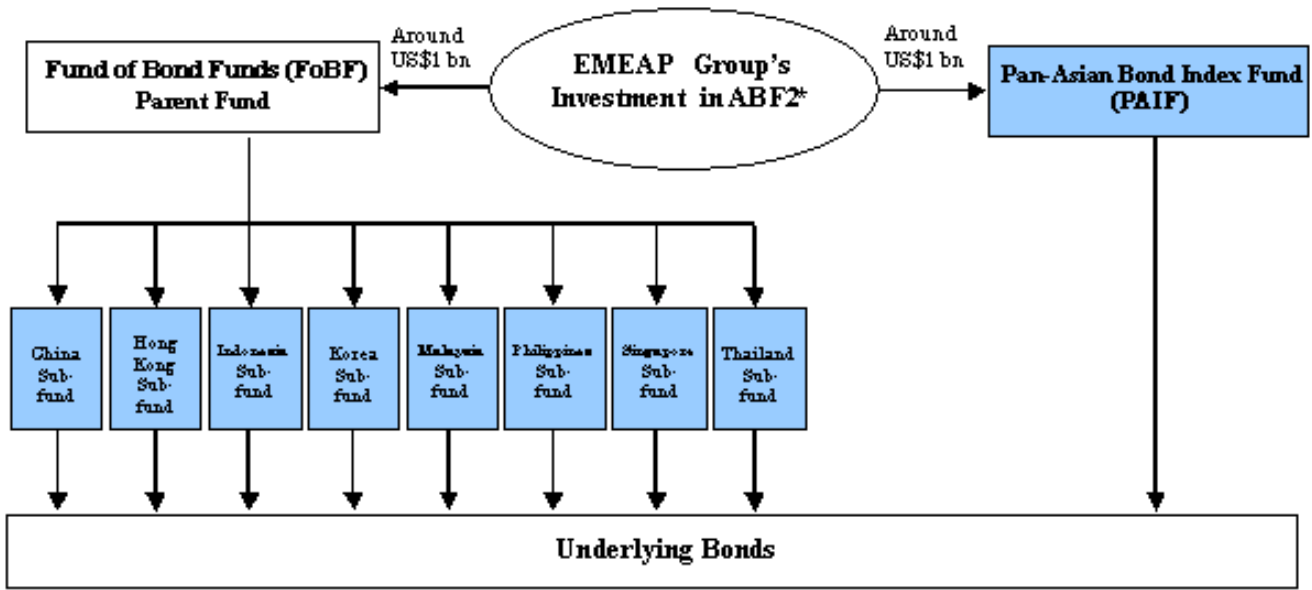 Around
US$1 bn
EMEAP Group's
Investment in ABF2*
Around
US$1 bn
Fund of Bond Funds (FoBF)
Parent Fund
Pan-Asian Bond Index Fund
(PAIF)
China
Sub-
fund
Hong
Kong
Sub-
fund
Indonesia
Sub-
fund
Korea
Sub-
fund
Malaysia
Sub-
fund
Philippines
Sub-
fund
Singapore
Sub-
fund
Thailand
Sub-
fund
Underlying Bonds